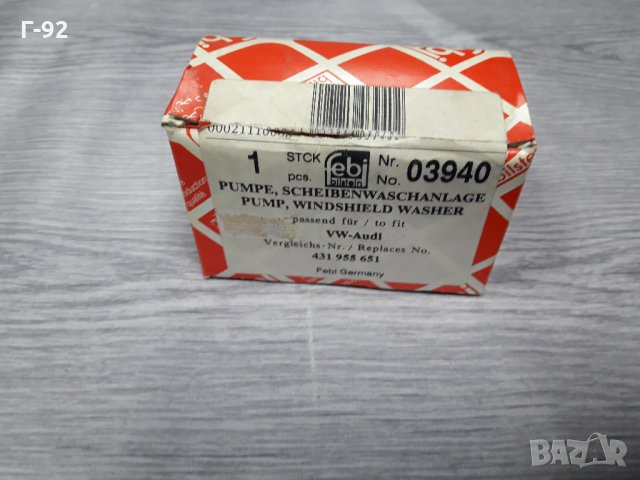 Г-92
1 STCK pcs. febi bilstein Nr. No. 03940
PUMPE, SCHEIBENWASCHANLAGE
PUMP, WINDSHIELD WASHER
passend für / to fit
VW-Audi
Vergleichs-Nr. / Replaces No.
431 955 651
Febi Germany
BAZAR